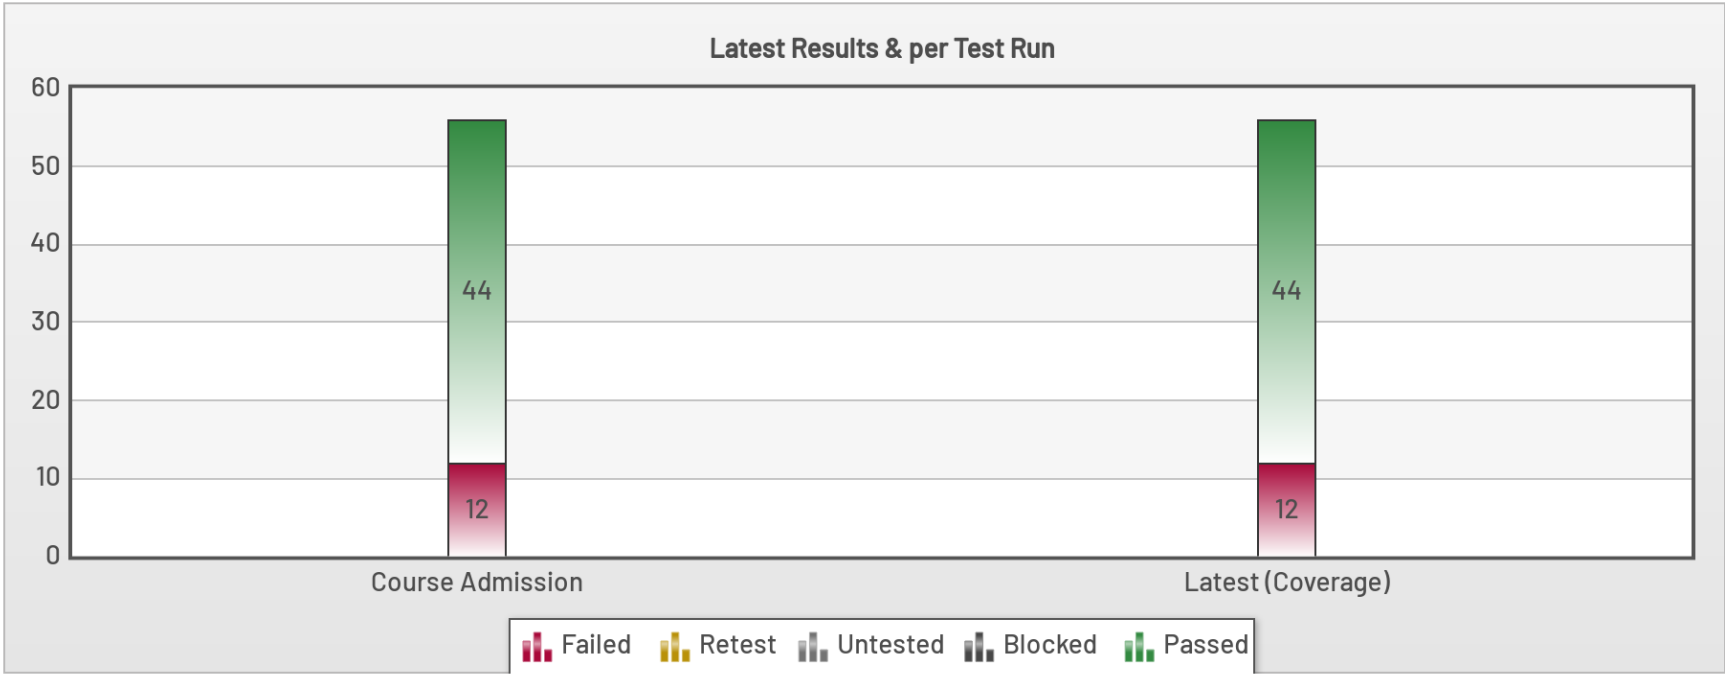 Latest Results & per Test Run
60
50
40
30
20
10
0
44
44
12
12
Course Admission
Latest (Coverage)
Failed Retest Untested Blocked Passed